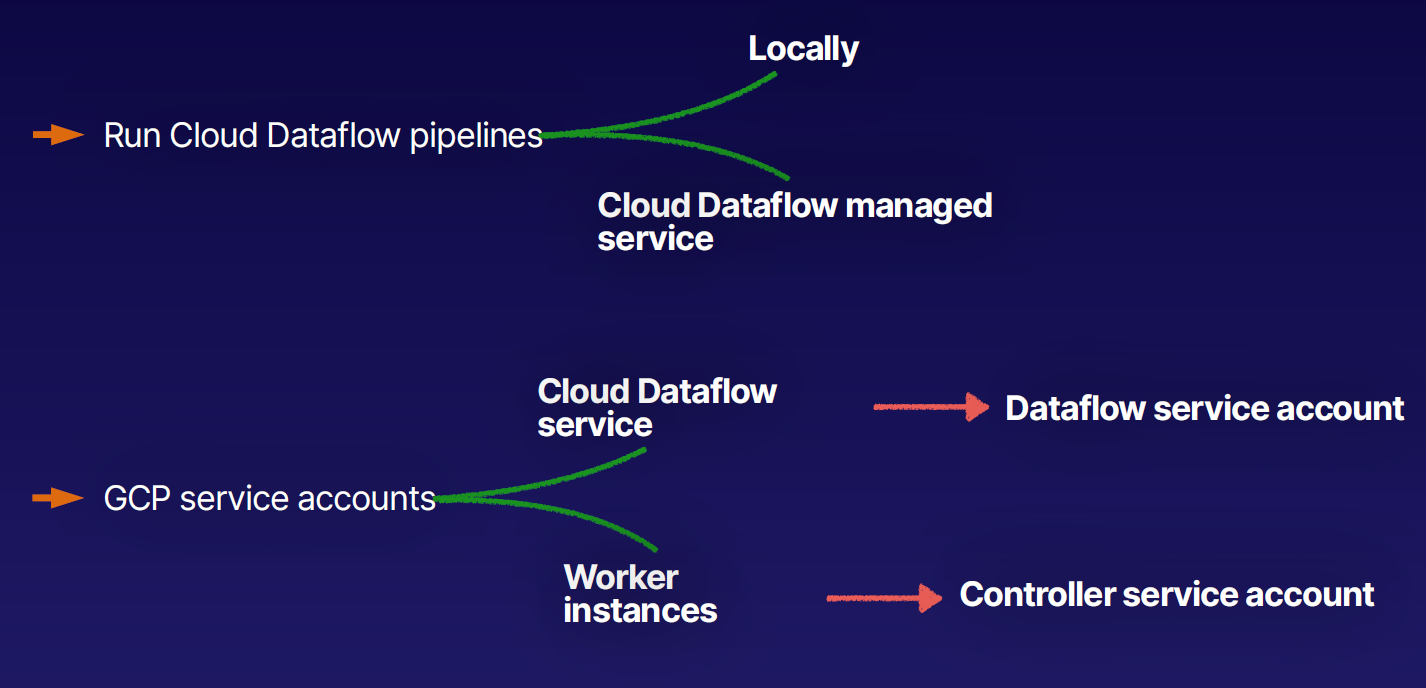 Locally
Run Cloud Dataflow pipelines
Cloud Dataflow managed
service
Cloud Dataflow
service
Dataflow service account
GCP service accounts
Worker
instances
Controller service account